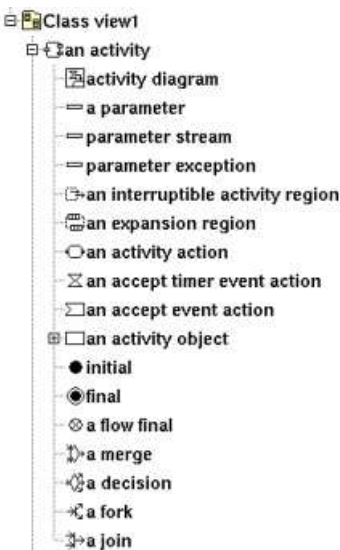 Class view1
an activity
activity diagram
a parameter
parameter stream
parameter exception
an interruptible activity region
an expansion region
an activity action
an accept timer event action
an accept event action
an activity object
initial
final
a flow final
a merge
a decision
a fork
a join